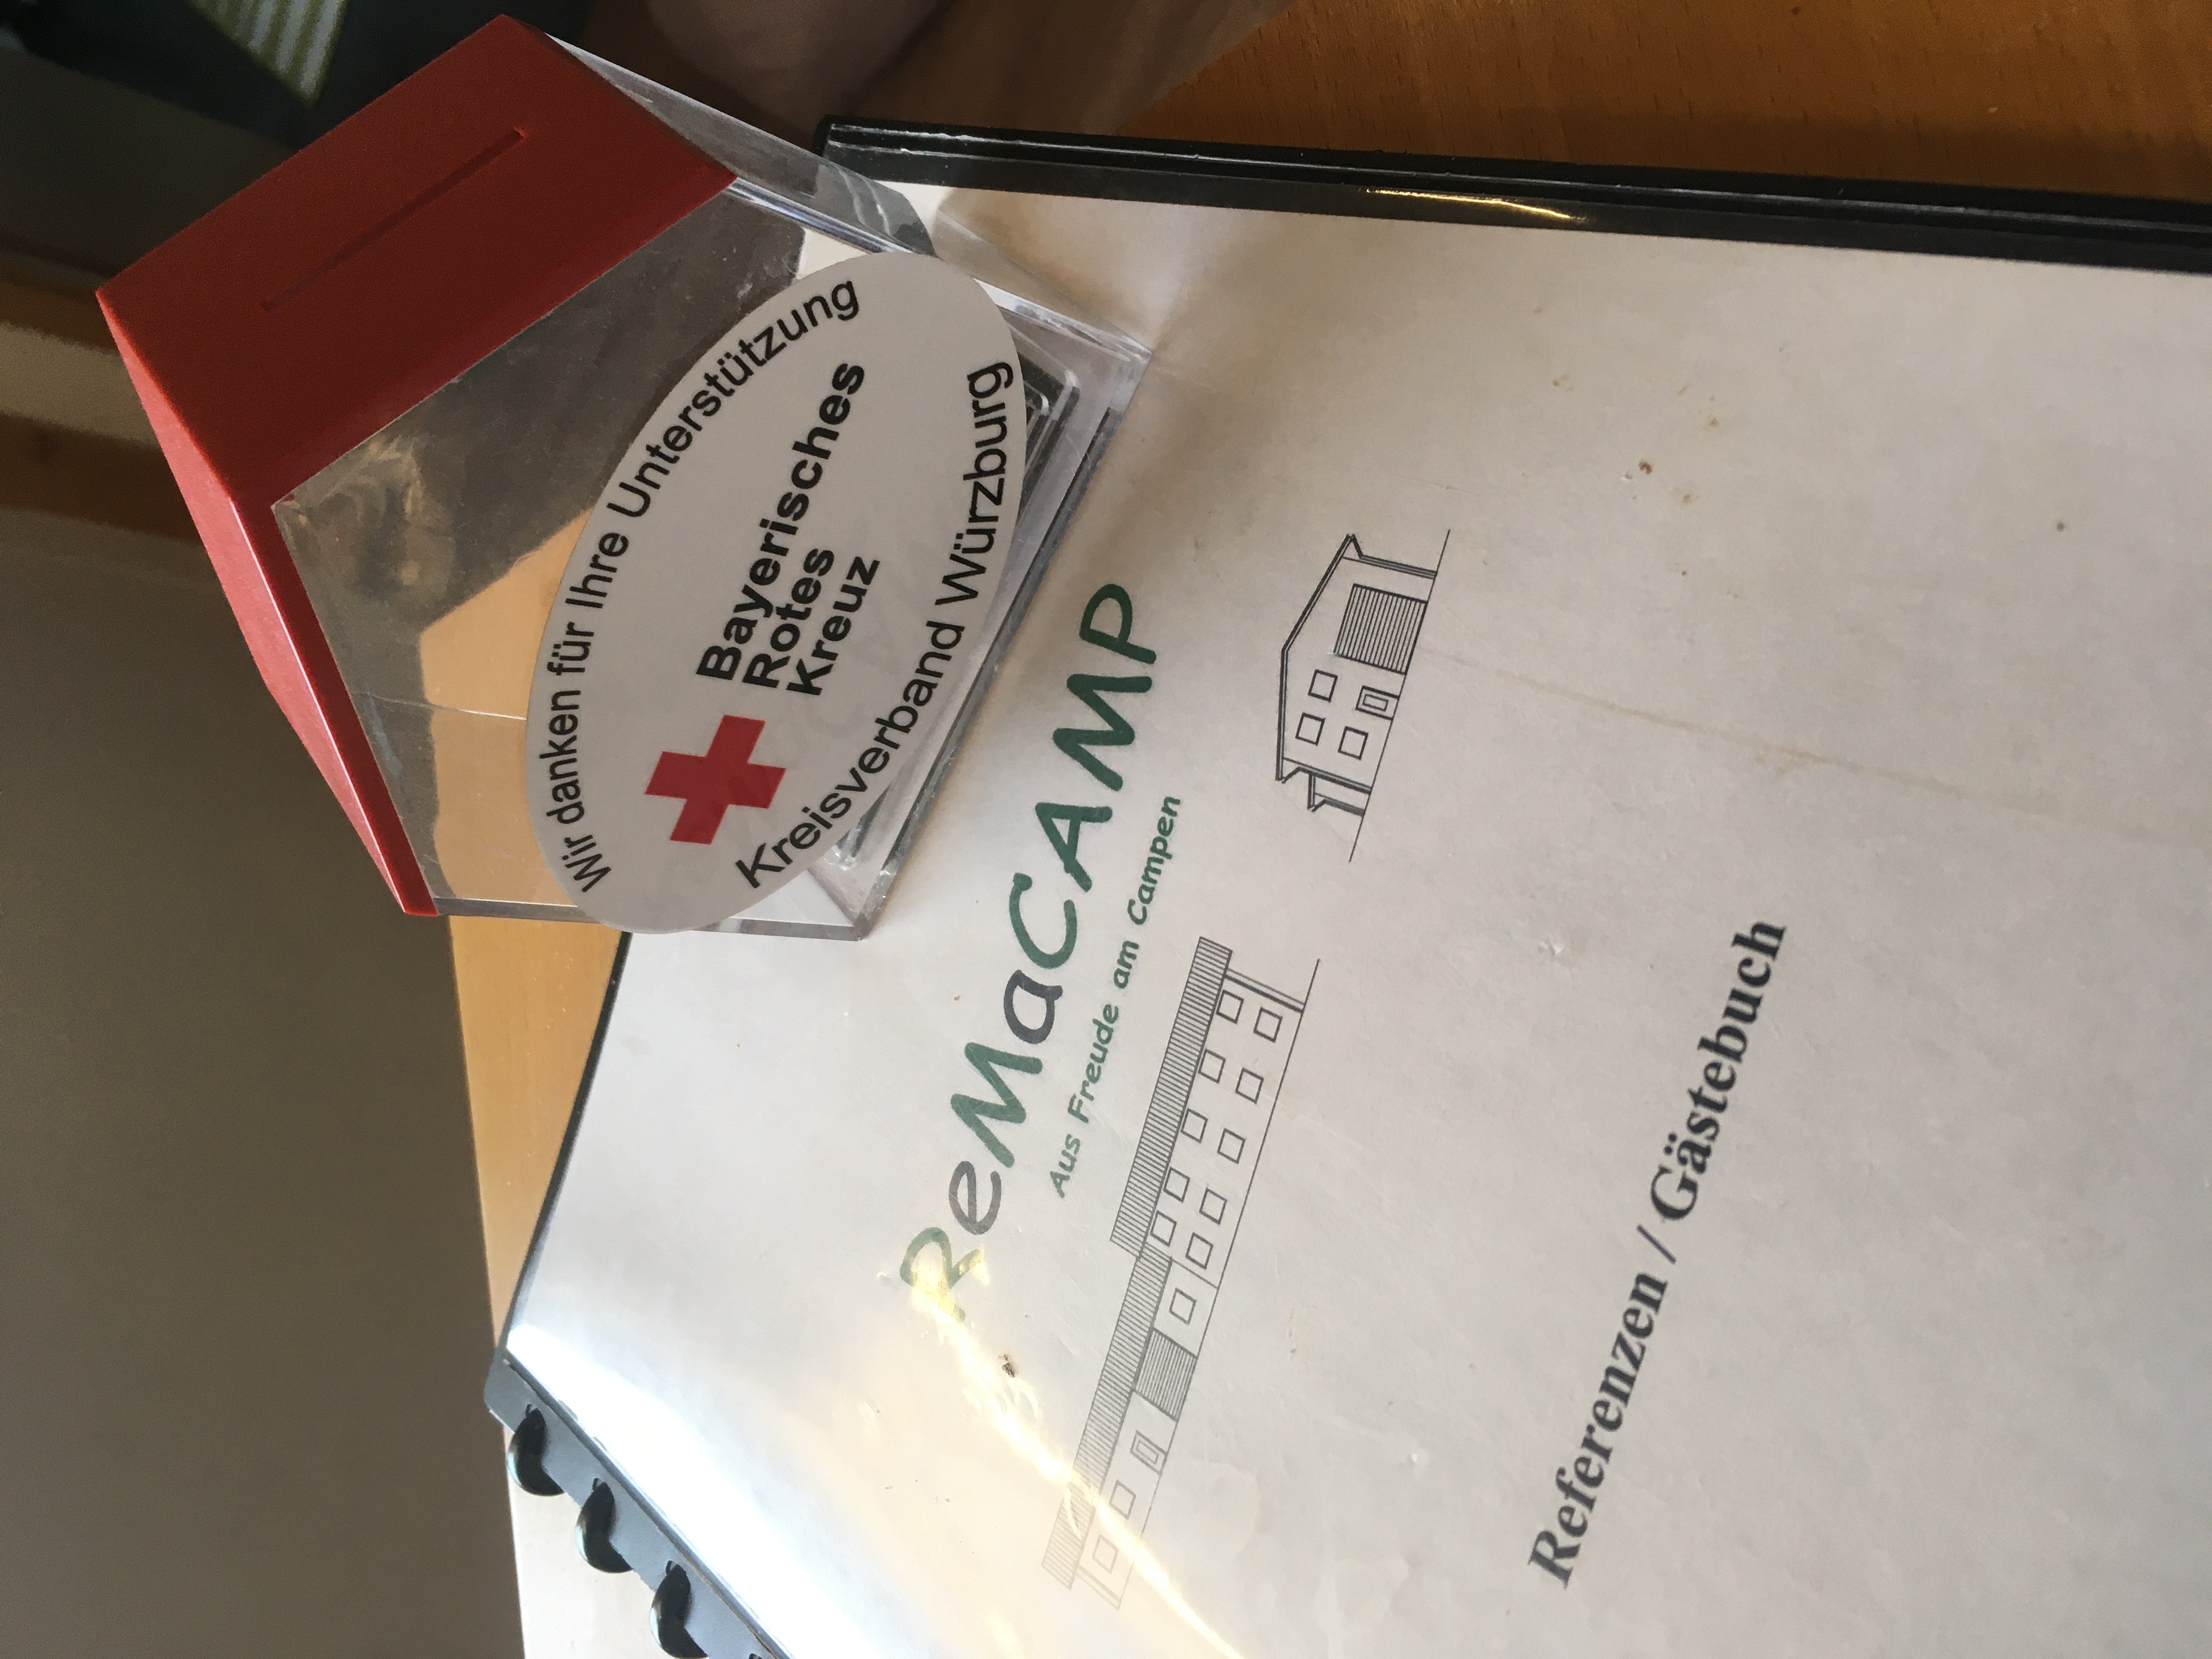 Wir danken für Ihre Unterstützung
Bayerisches
Rotes
Kreuz
Kreisverband Würzburg
ReMaCAMP
Aus Freude am Campen
Referenzen / Gästebuch